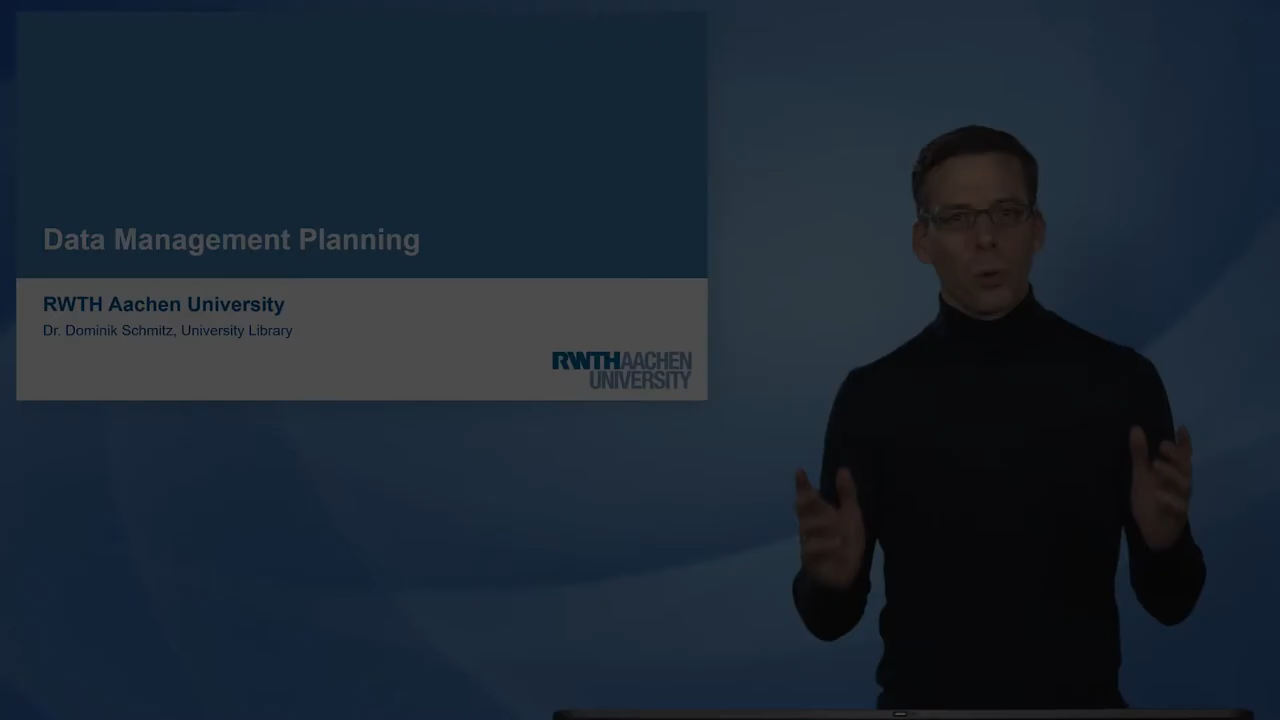 Data Management Planning
RWTH Aachen University
Dr. Dominik Schmitz, University Library
RWTHAACHEN
UNIVERSITY